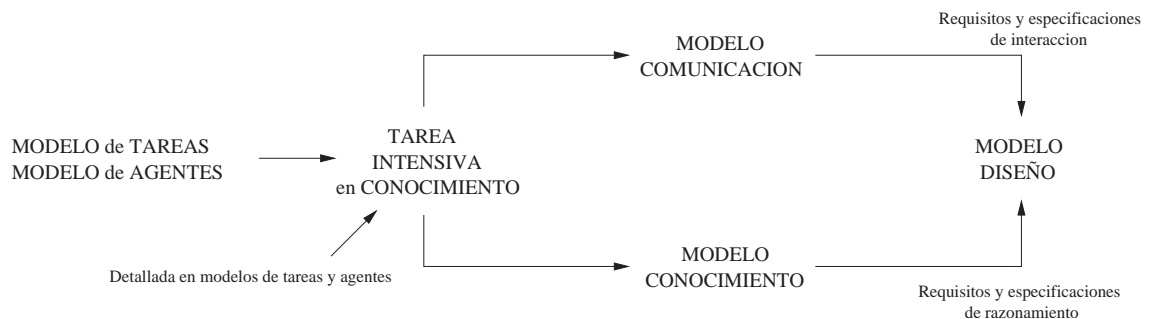 Requisitos y especificaciones
de interaccion
MODELO
COMUNICACION
MODELO de TAREAS
MODELO de AGENTES
TAREA
INTENSIVA
en CONOCIMIENTO
MODELO
DISEÑO
Detallada en modelos de tareas y agentes
MODELO
CONOCIMIENTO
Requisitos y especificaciones
de razonamiento